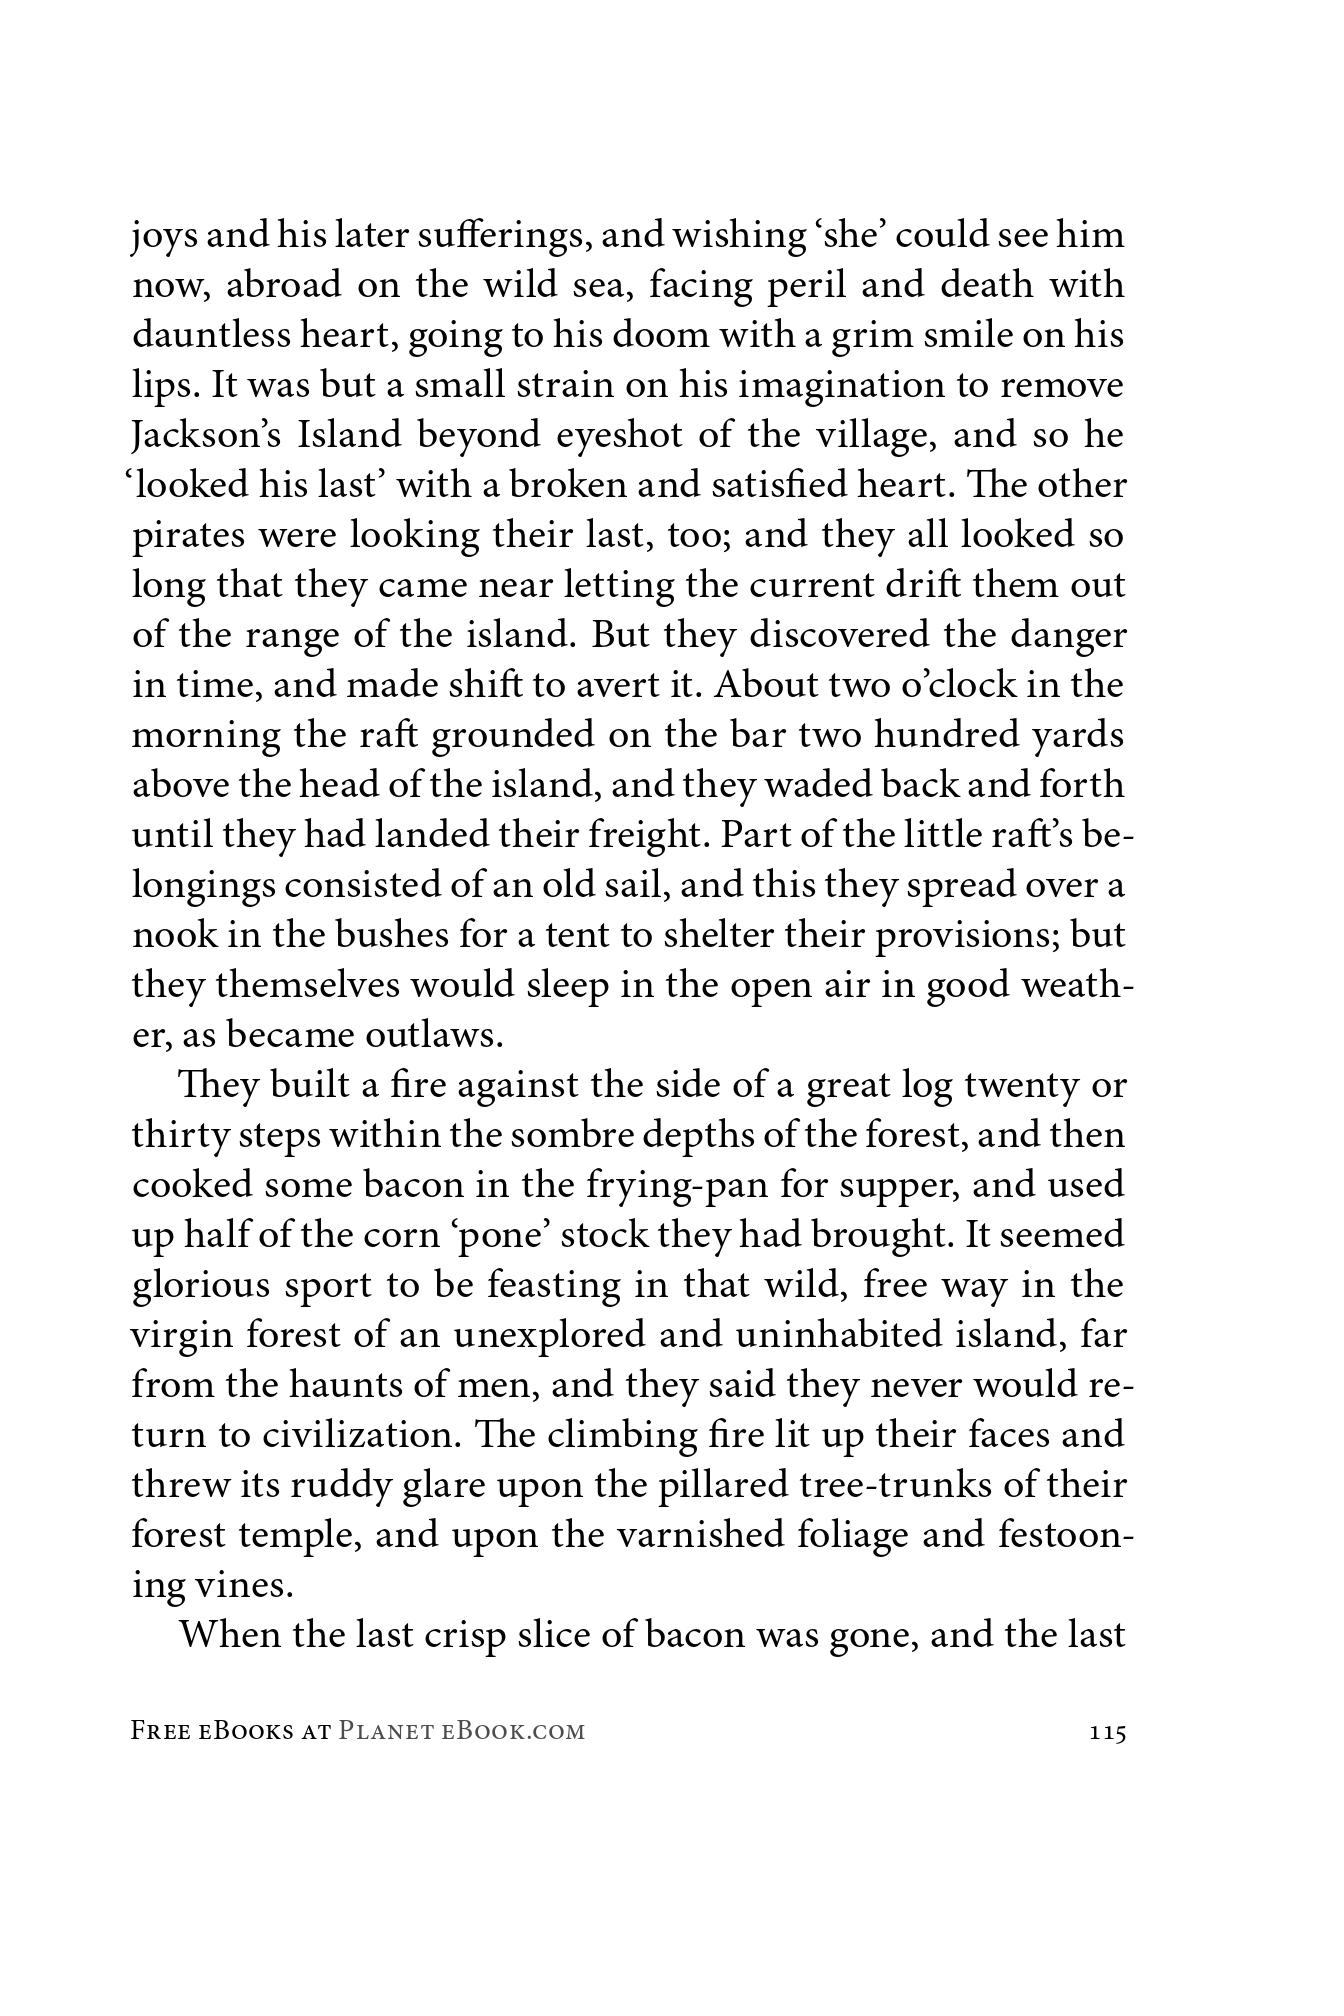 joys and his later sufferings, and wishing ‘she’ could see him
now, abroad on the wild sea, facing peril and death with
dauntless heart, going to his doom with a grim smile on his
lips. It was but a small strain on his imagination to remove
Jackson’s Island beyond eyeshot of the village, and so he
‘looked his last’ with a broken and satisfied heart. The other
pirates were looking their last, too; and they all looked so
long that they came near letting the current drift them out
of the range of the island. But they discovered the danger
in time, and made shift to avert it. About two o’clock in the
morning the raft grounded on the bar two hundred yards
above the head of the island, and they waded back and forth
until they had landed their freight. Part of the little raft’s be-
longings consisted of an old sail, and this they spread over a
nook in the bushes for a tent to shelter their provisions; but
they themselves would sleep in the open air in good weath-
er, as became outlaws.
They built a fire against the side of a great log twenty or
thirty steps within the sombre depths of the forest, and then
cooked some bacon in the frying-pan for supper, and used
up half of the corn ‘pone’ stock they had brought. It seemed
glorious sport to be feasting in that wild, free way in the
virgin forest of an unexplored and uninhabited island, far
from the haunts of men, and they said they never would re-
turn to civilization. The climbing fire lit up their faces and
threw its ruddy glare upon the pillared tree-trunks of their
forest temple, and upon the varnished foliage and festoon-
ing vines.
When the last crisp slice of bacon was gone, and the last
Free eBooks at Planet eBook.com 115